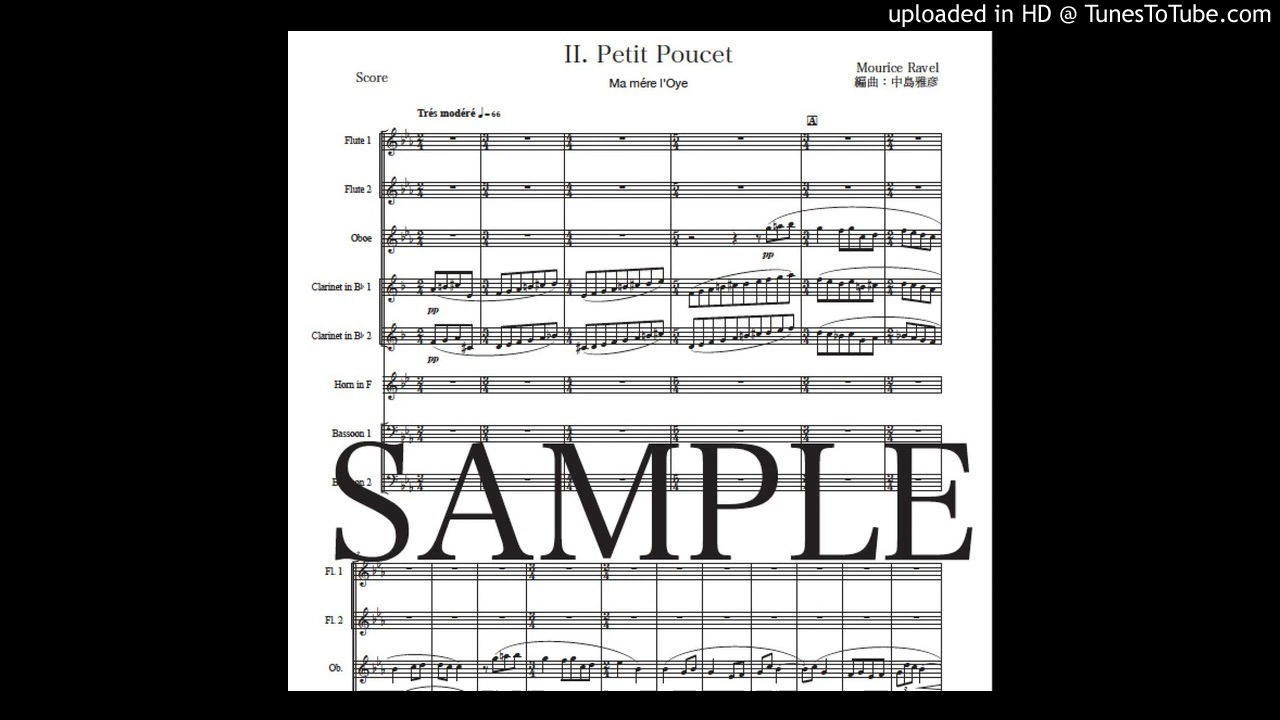 uploaded in HD @ TunesToTube.com
II. Petit Poucet
Score
Ma mére l'Oye
Mourice Ravel
編曲：中島雅彦
Trés modéré ♩=66
A
Flute 1
Flute 2
Oboe
pp
Clarinet in B♭ 1
pp
Clarinet in B♭ 2
pp
Horn in F
Bassoon 1
SAMPLE
Fl. 1
Fl. 2
Ob.
3